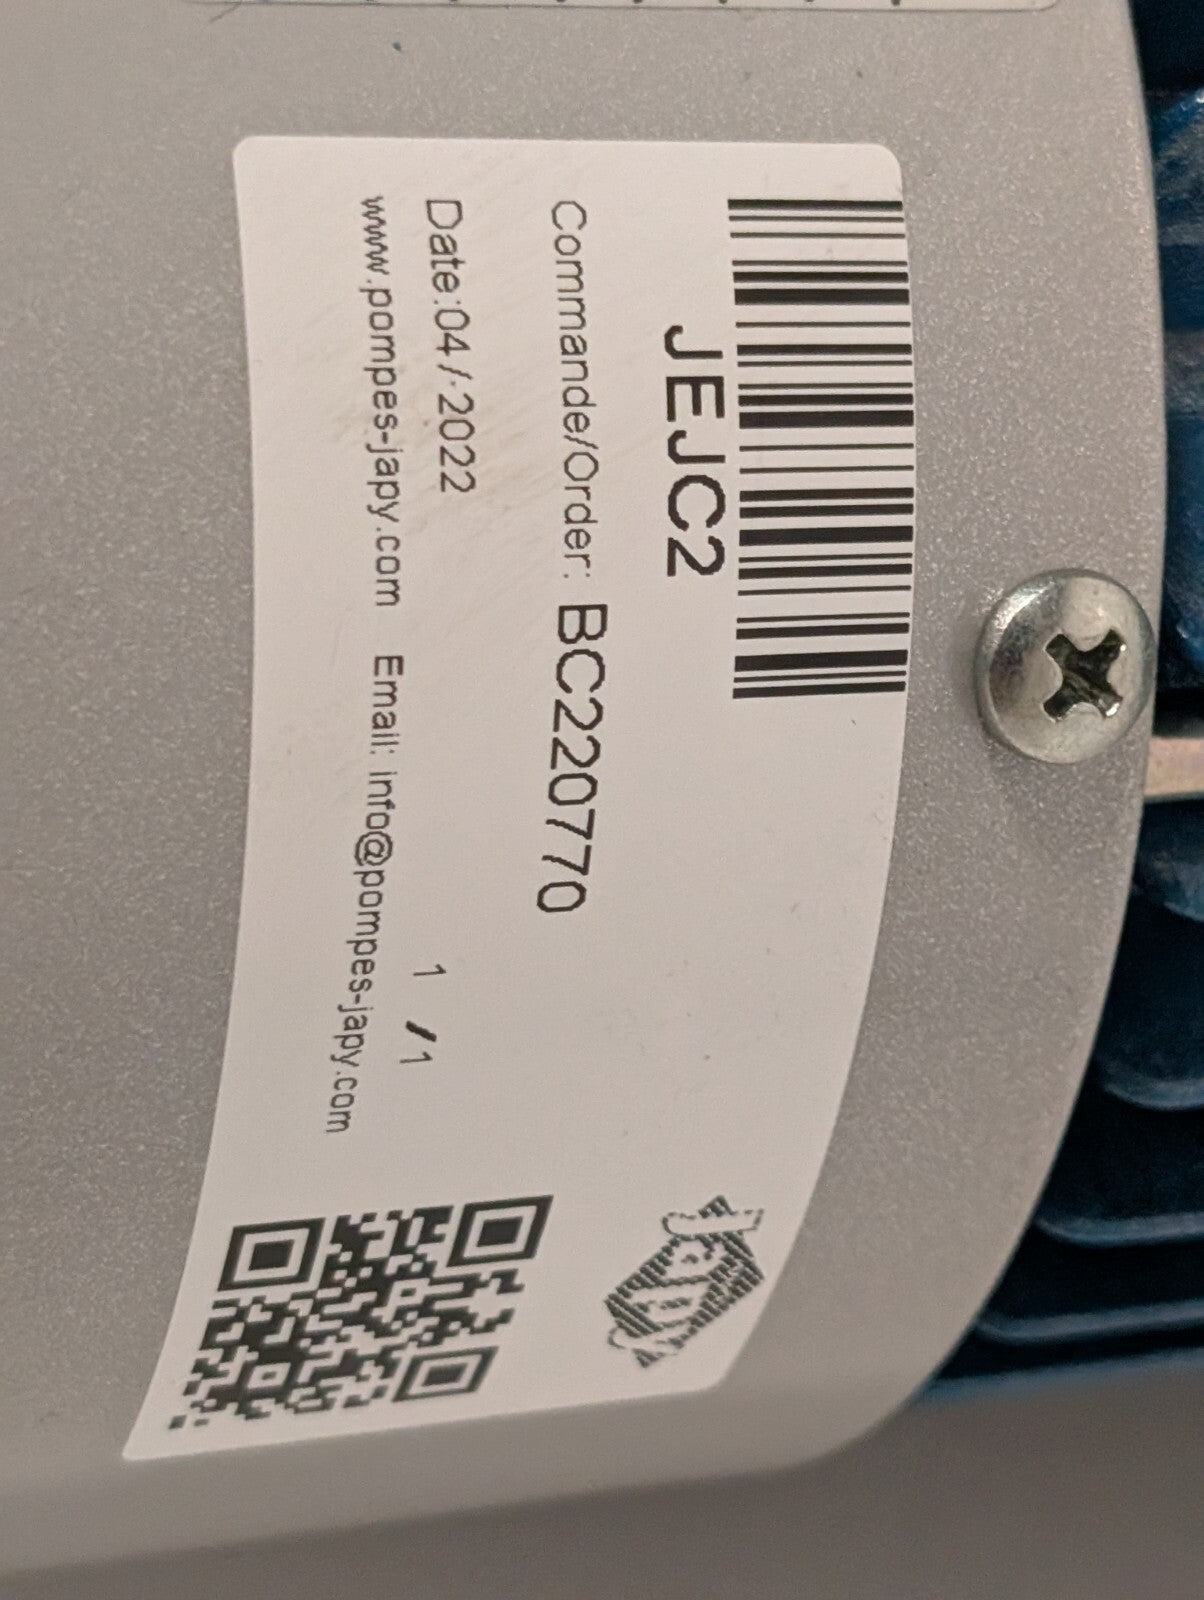 JEJC2
Commande/Order: BC220770
Date:04/·2022
1 /1
www.pompes-japy.com Email: info@pompes-japy.com